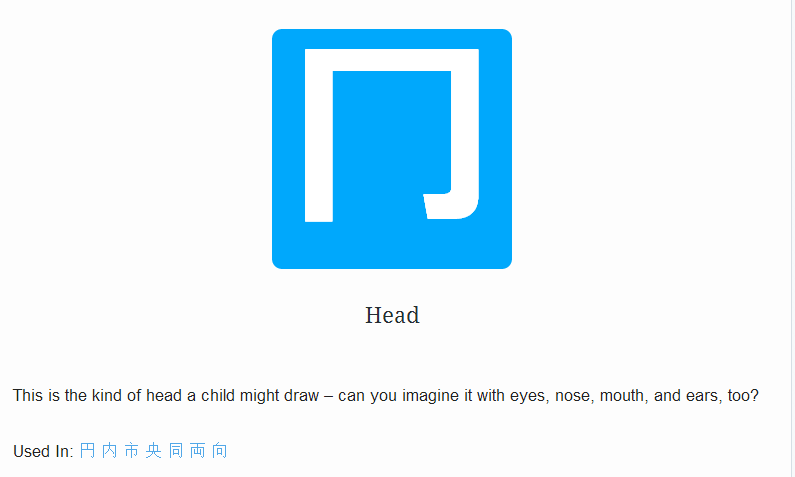 冂
Head
This is the kind of head a child might draw – can you imagine it with eyes, nose, mouth, and ears, too?
Used In: 円 内 市 央 同 両 向